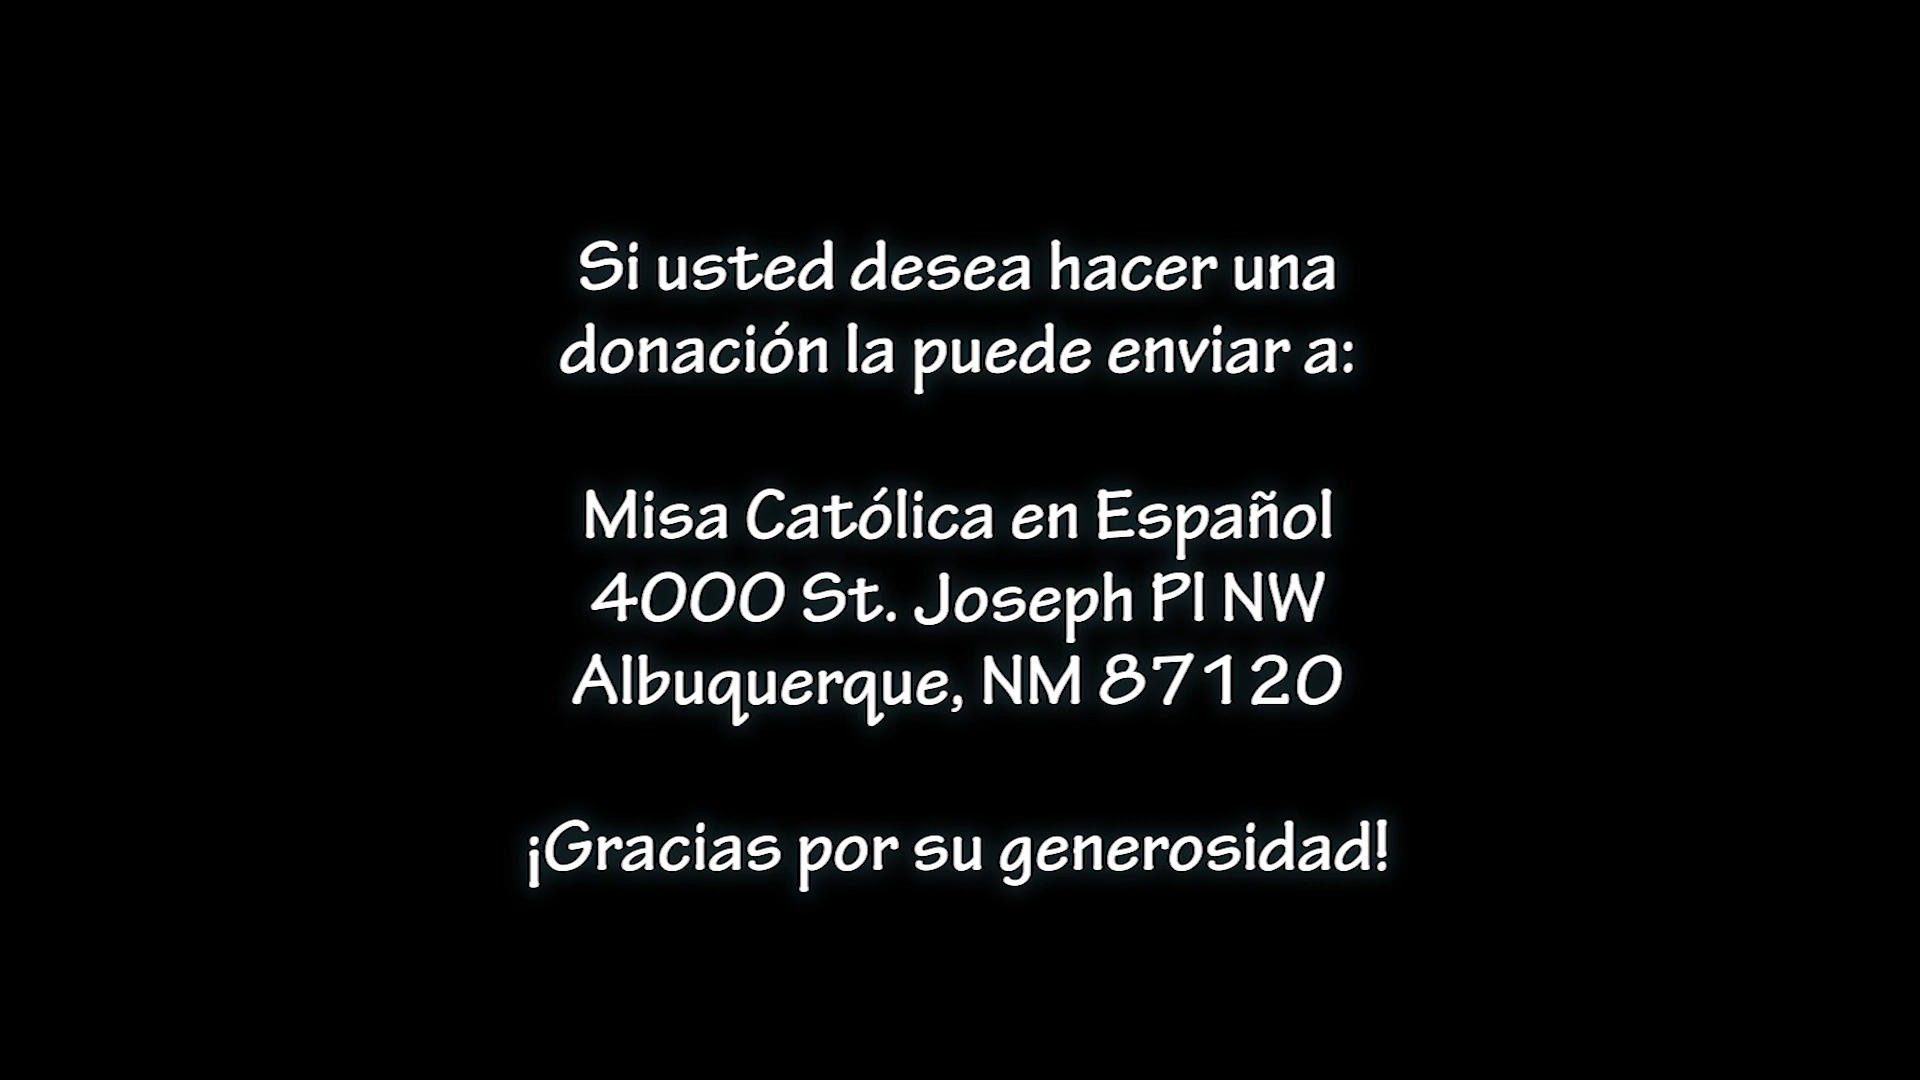 Si usted desea hacer una
donación la puede enviar a:
Misa Católica en Español
4000 St. Joseph Pl NW
Albuquerque, NM 87120
¡Gracias por su generosidad!